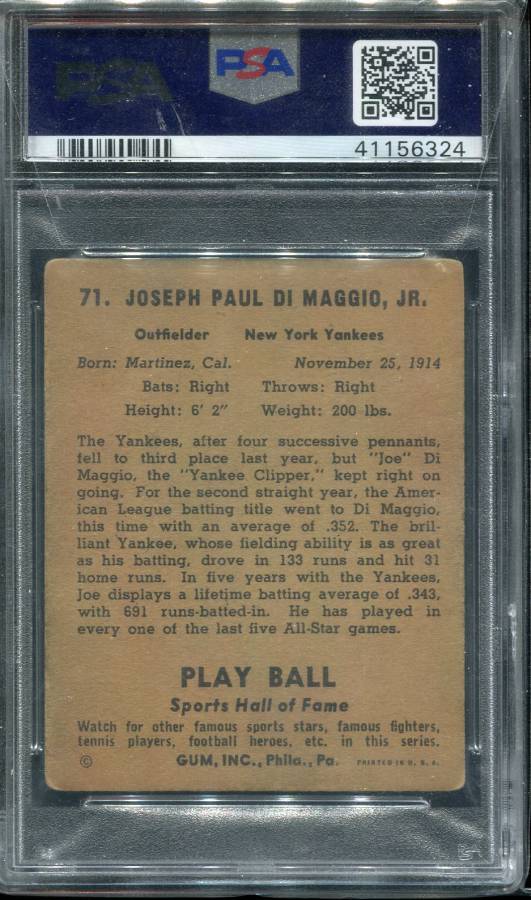 PSA
PSA
41156324
71. JOSEPH PAUL DI MAGGIO, JR.
Outfielder New York Yankees
Born: Martinez, Cal. November 25, 1914
Bats: Right Throws: Right
Height: 6' 2" Weight: 200 lbs.
The Yankees, after four successive pennants,
fell to third place last year, but "Joe" Di
Maggio, the "Yankee Clipper," kept right on
going. For the second straight year, the Amer-
ican League batting title went to Di Maggio,
this time with an average of .352. The bril-
liant Yankee, whose fielding ability is as great
as his batting, drove in 133 runs and hit 31
home runs. In five years with the Yankees,
Joe displays a lifetime batting average of .343,
with 691 runs-batted-in. He has played in
every one of the last five All-Star games.
PLAY BALL
Sports Hall of Fame
Watch for other famous sports stars, famous fighters,
tennis players, football heroes, etc. in this series.
© GUM, INC., Phila., Pa. PRINTED IN U. S. A.